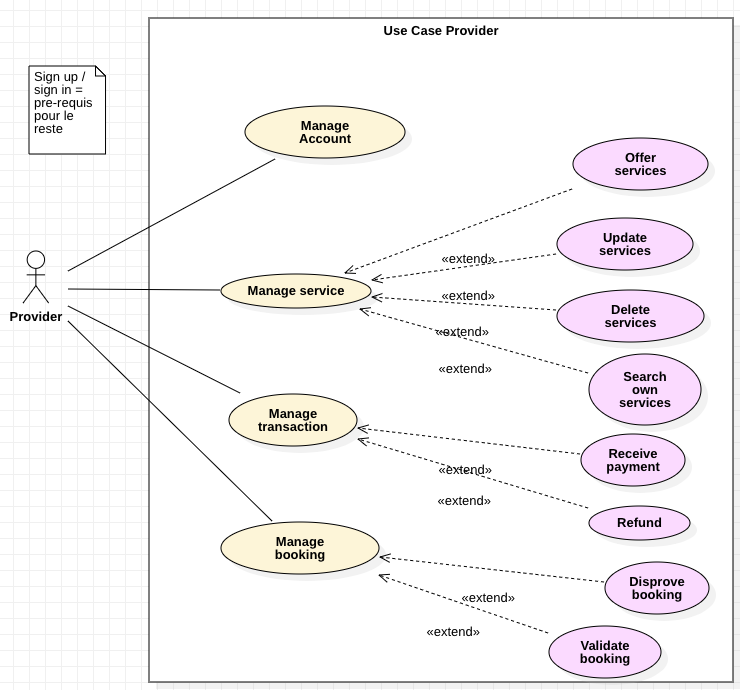 Use Case Provider
Sign up /
sign in =
pre-requis
pour le
reste
Manage
Account
Offer
services
Update
services
«extend»
Manage service
«extend»
Delete
services
Provider
«extend»
«extend»
Search
own
services
Manage
transaction
Receive
payment
«extend»
«extend»
Refund
Manage
booking
Disprove
booking
«extend»
«extend»
Validate
booking